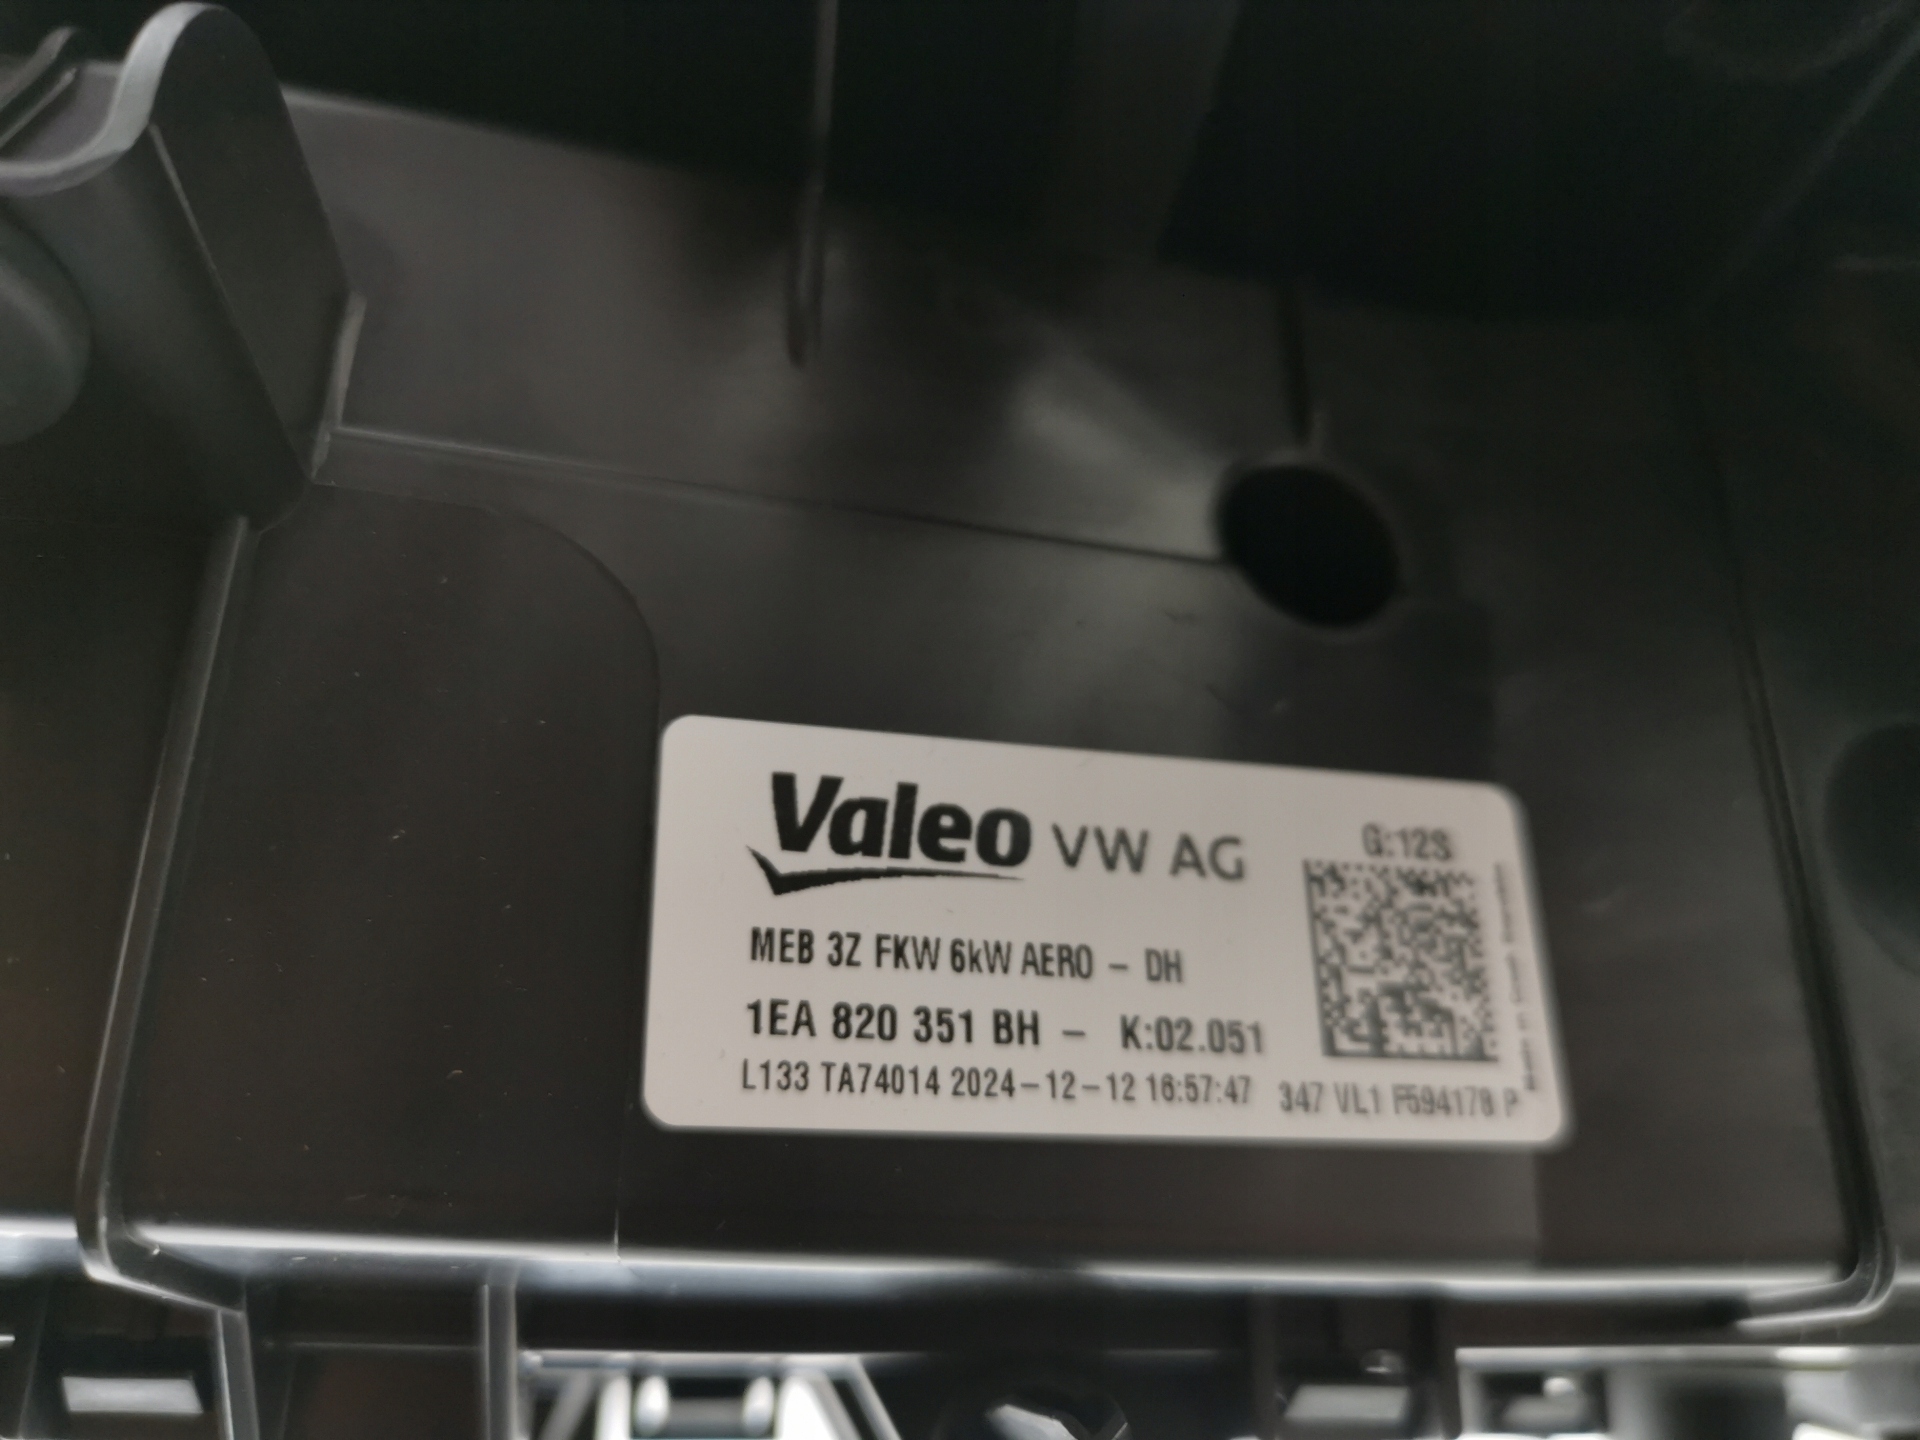 Valeo VW AG
G:12S
MEB 3Z FKW 6kW AERO – DH
1EA 820 351 BH – K:02.051
L133 TA74014 2024-12-12 16:57:47 347 VL1 F594178 P